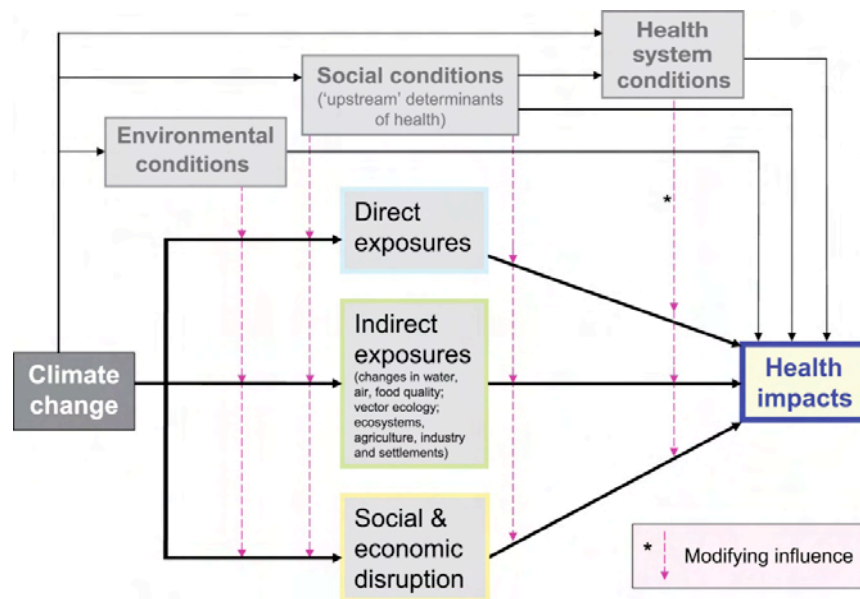 Health
system
conditions
Social conditions
('upstream' determinants
of health)
Environmental
conditions
*
Direct
exposures
Indirect
exposures
(changes in water,
air, food quality;
vector ecology;
ecosystems,
agriculture, industry
and settlements)
Climate
change
Health
impacts
Social &
economic
disruption
* Modifying influence